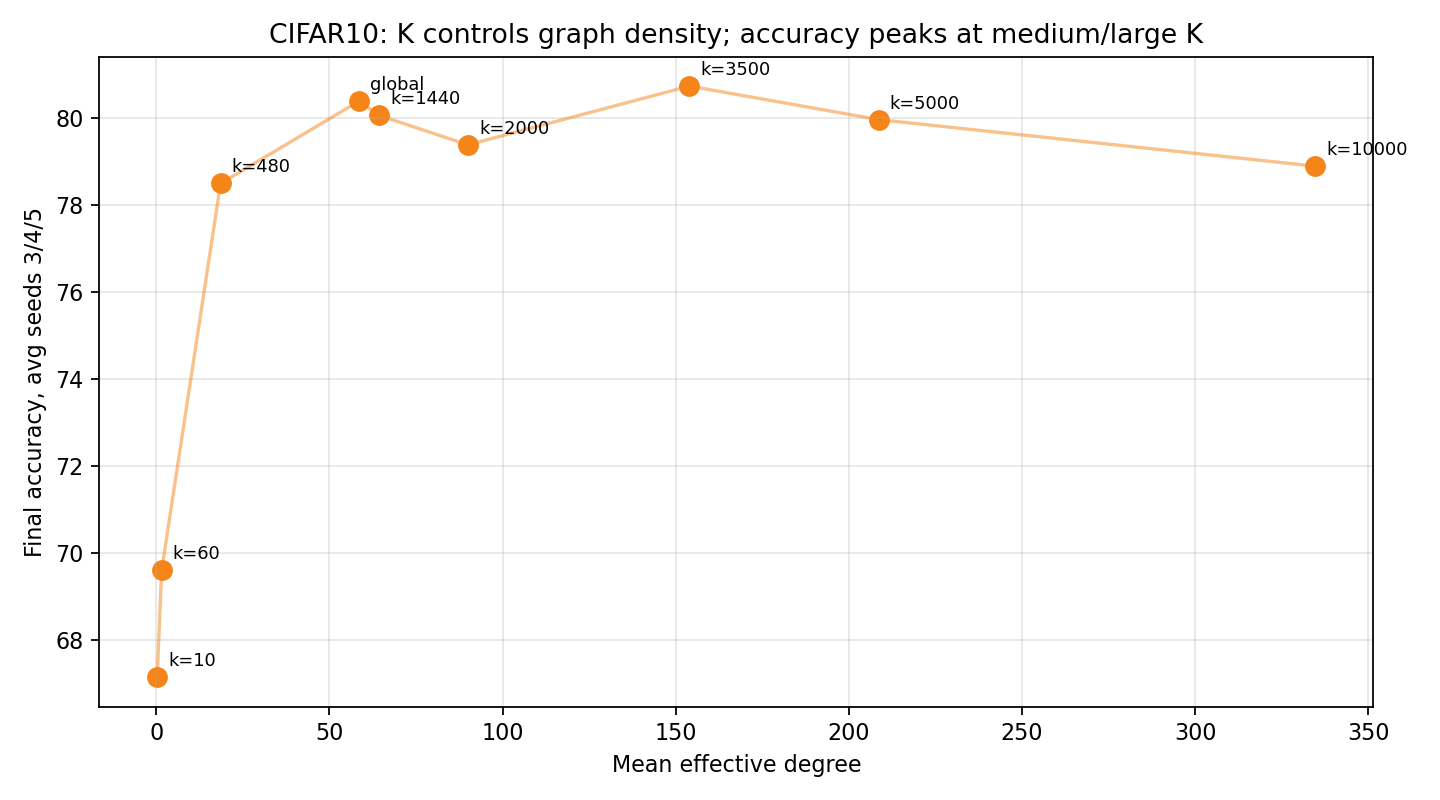 CIFAR10: K controls graph density; accuracy peaks at medium/large K
k=3500
global
k=1440
k=5000
k=2000
k=10000
k=480
k=60
k=10
80
78
76
74
72
70
68
Final accuracy, avg seeds 3/4/5
0 50 100 150 200 250 300 350
Mean effective degree